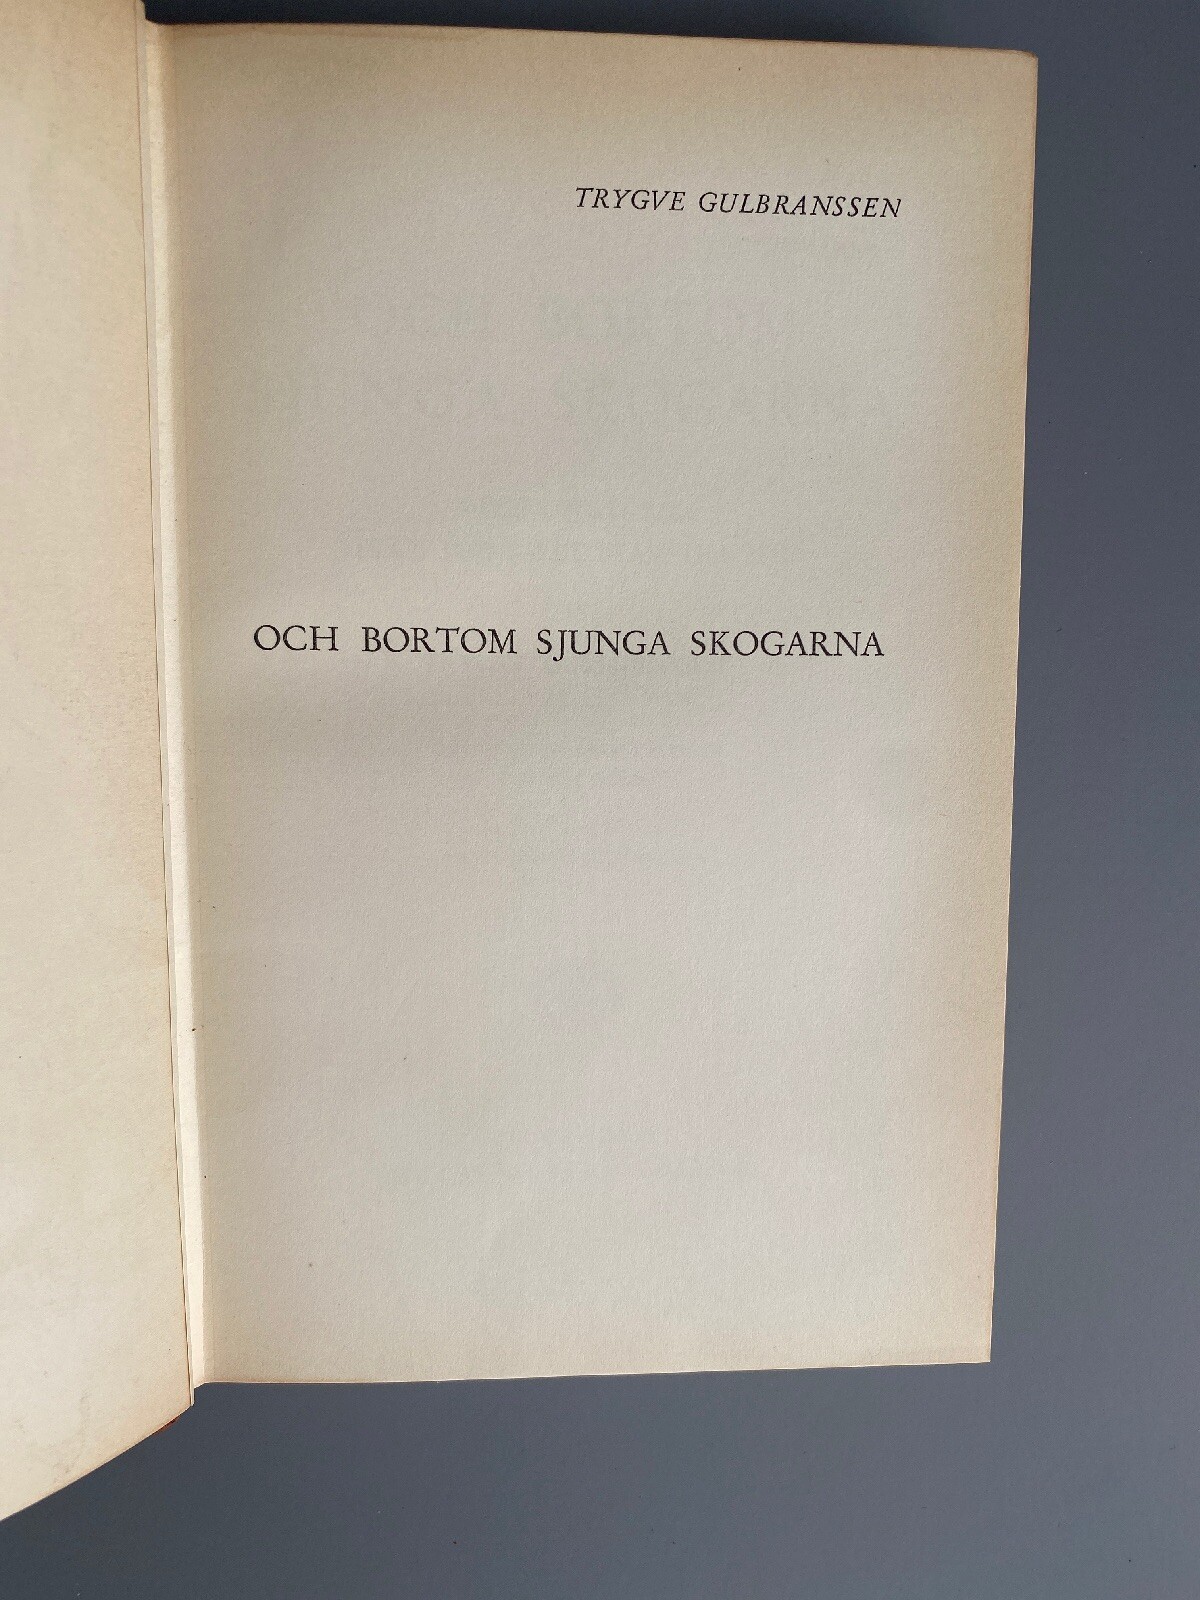 TRYGVE GULBRANSSEN
OCH BORTOM SJUNGA SKOGARNA